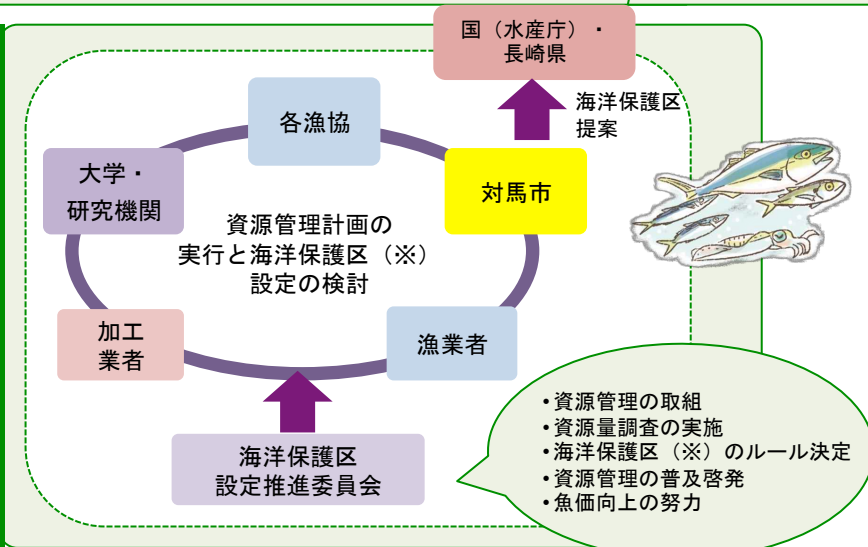 国（水産庁）・
長崎県
海洋保護区
提案
各漁協
大学・
研究機関
対馬市
資源管理計画の
実行と海洋保護区（※）
設定の検討
加工
業者
漁業者
海洋保護区
設定推進委員会
•資源管理の取組
•資源量調査の実施
•海洋保護区（※）のルール決定
•資源管理の普及啓発
•魚価向上の努力